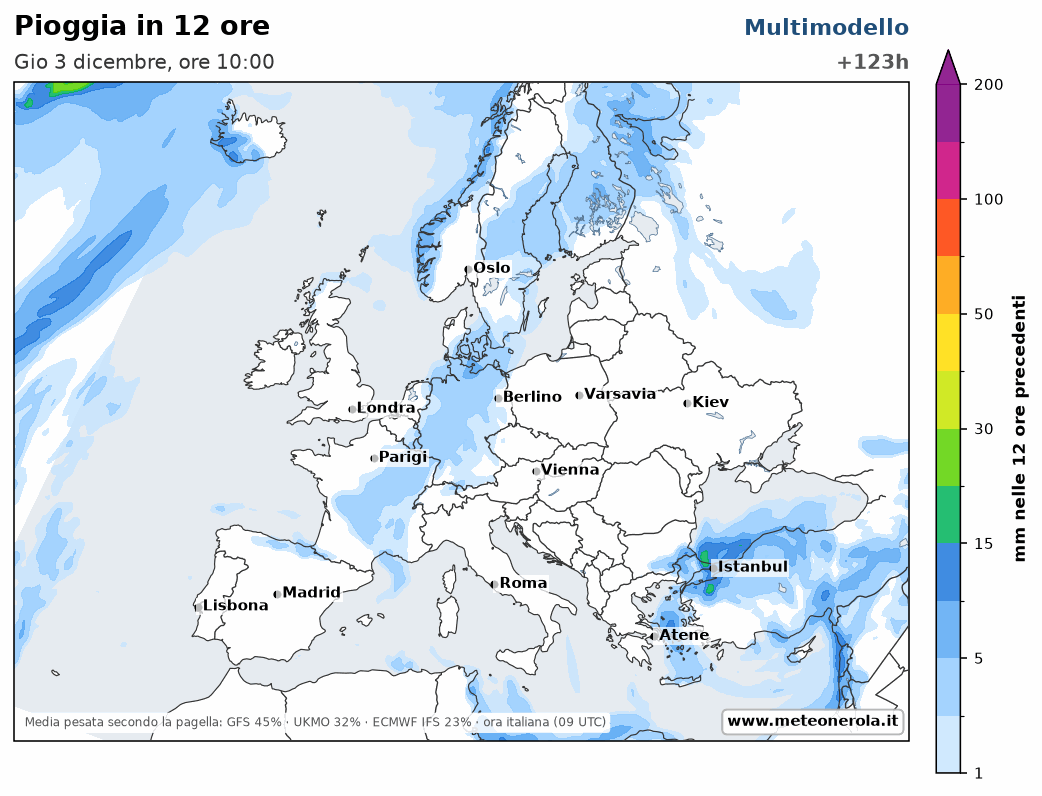 Pioggia in 12 ore
Multimodello
Gio 3 dicembre, ore 10:00
+123h
200
100
50
30
15
5
1
mm nelle 12 ore precedenti
Oslo
Berlino
Varsavia
Kiev
Londra
Parigi
Vienna
Istanbul
Roma
Madrid
Lisbona
Atene
Media pesata secondo la pagella: GFS 45% · UKMO 32% · ECMWF IFS 23% · ora italiana (09 UTC)
www.meteonerola.it